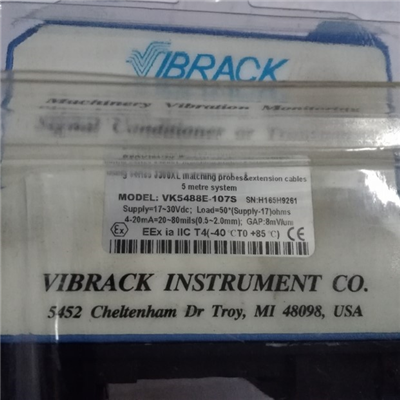 VIBRACK
Machinery Vibration Monitoring
Signal Conditioner or
matching probes&extension cables
5 metre system
MODEL: VK5488E-107S SN:H165H9261
Supply=17~30Vdc; Load=50*(Supply-17)ohms
4-20mA=20~80mils(0.5~2.0mm); GAP:8mV/um
Ex EEx ia IIC T4(-40 ℃TO +85 ℃)
VIBRACK INSTRUMENT CO.
5452 Cheltenham Dr Troy, MI 48098, USA